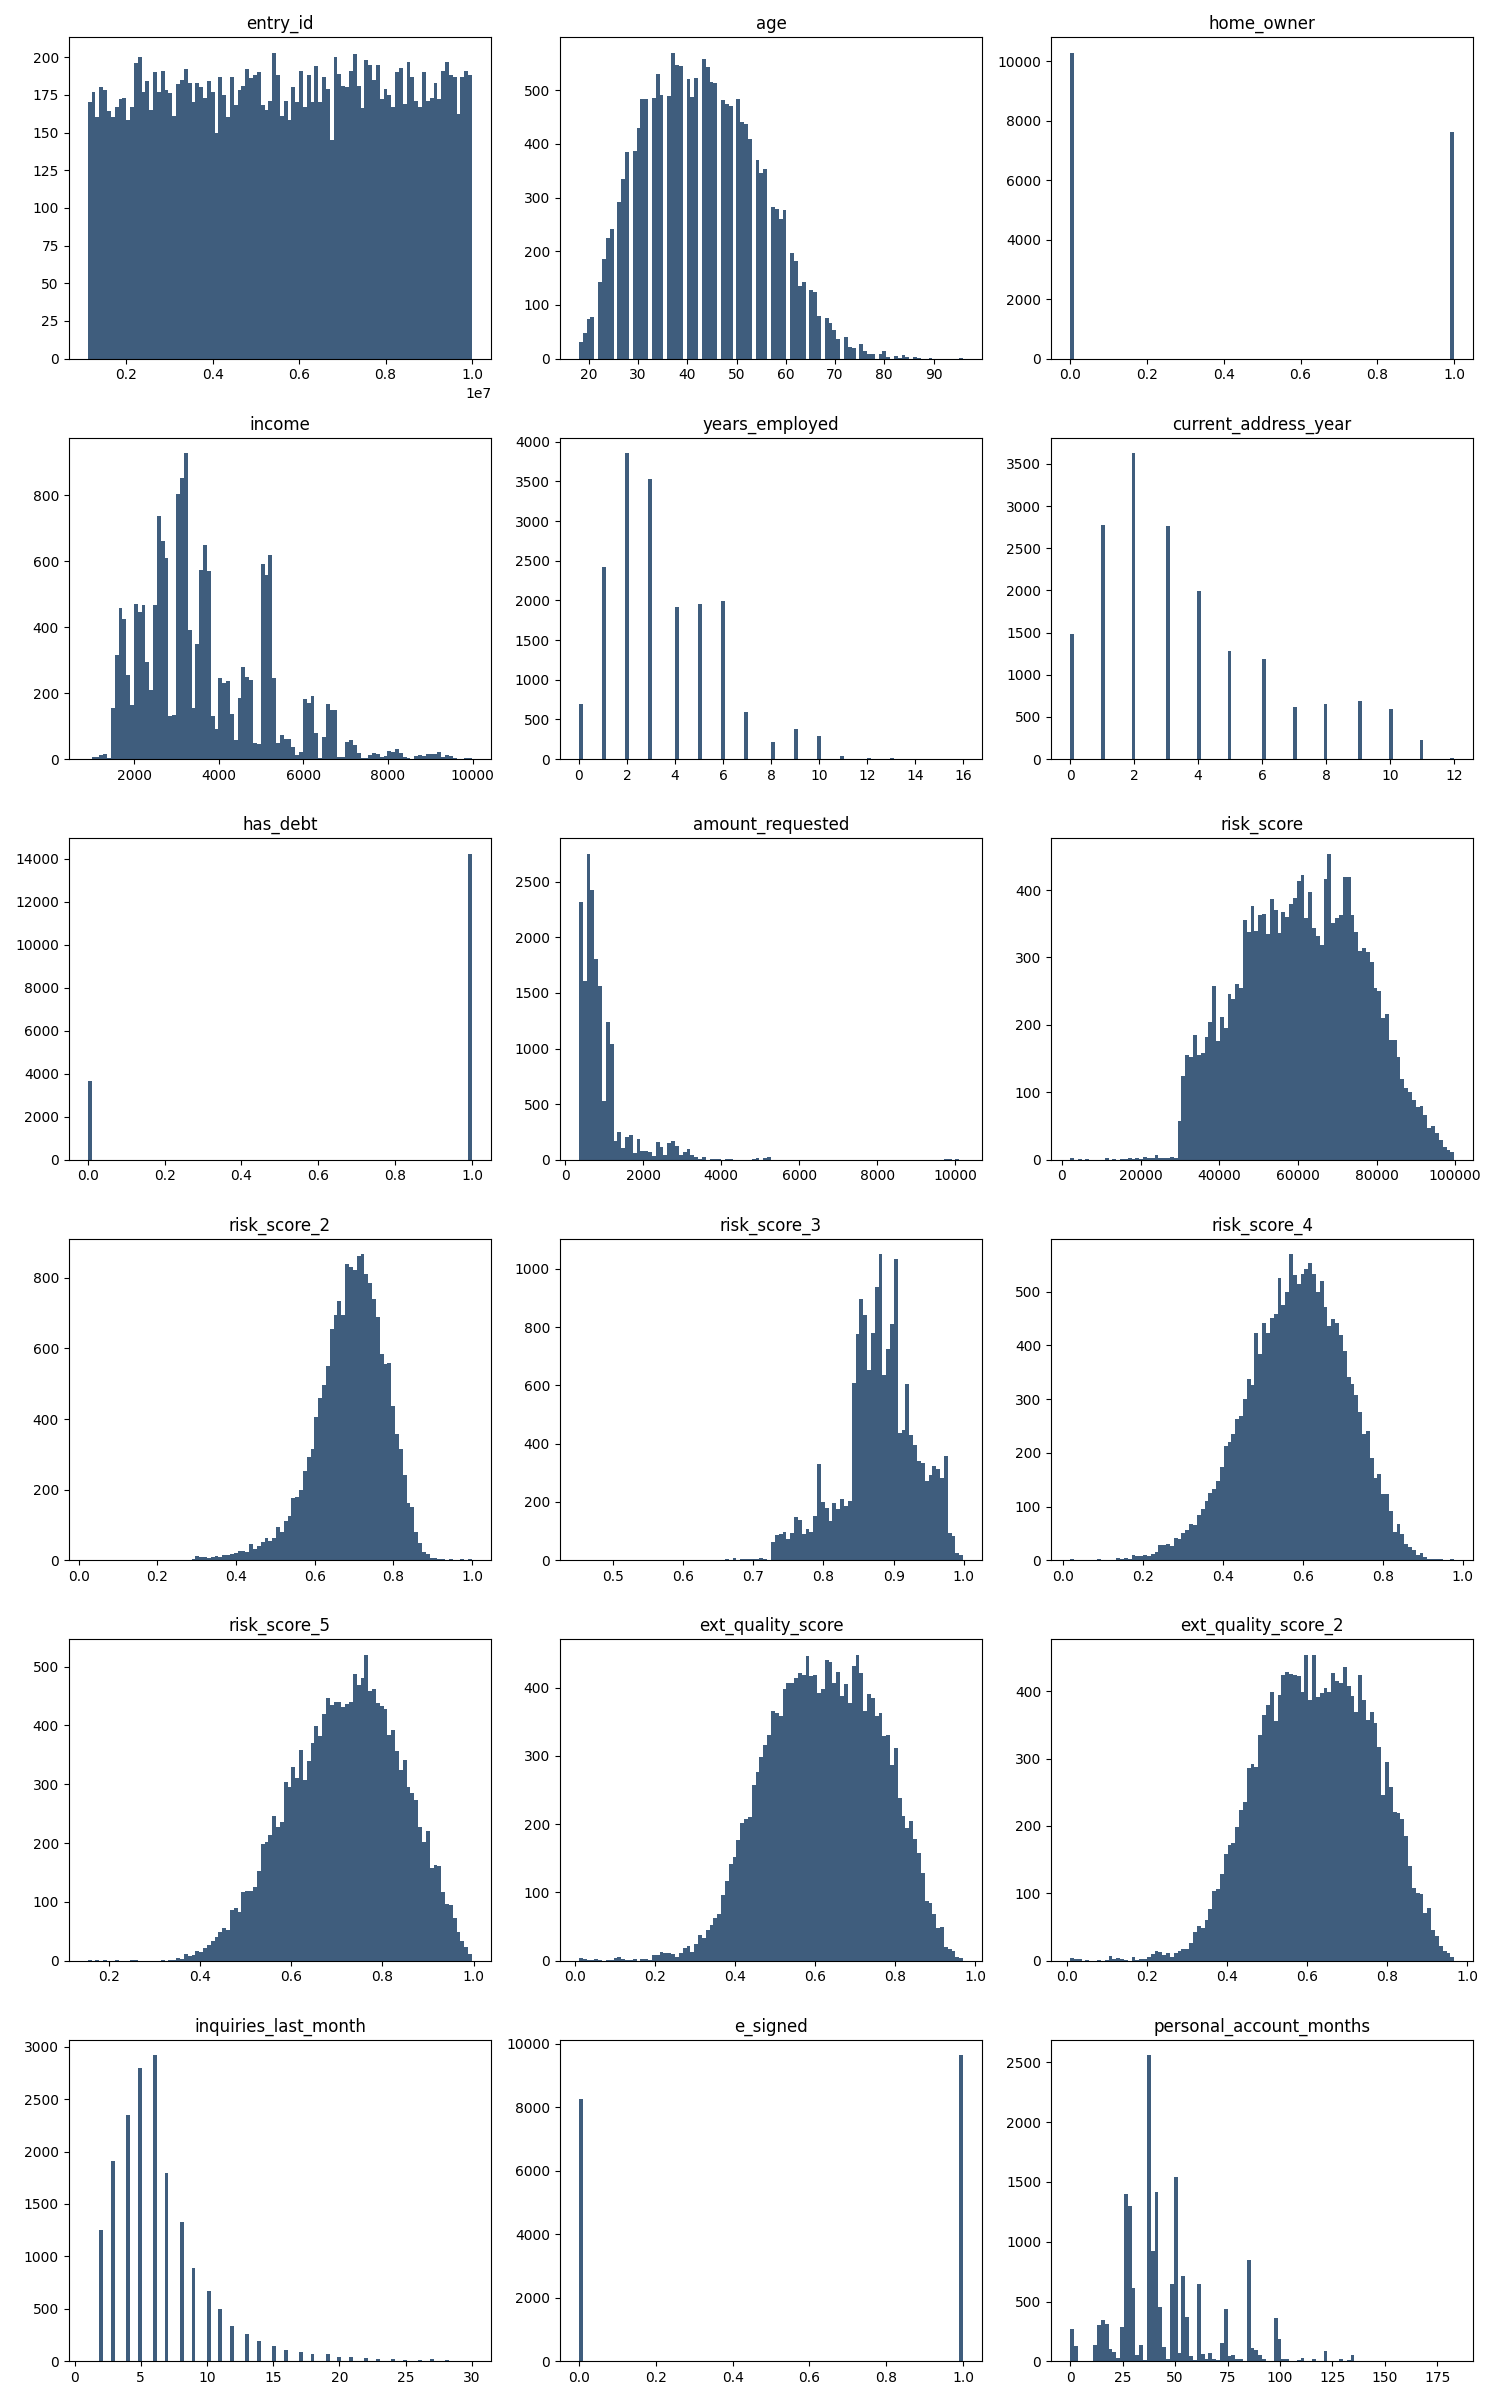 entry_id age home_owner
200 175 150 125 100 75 50 25 0
0.2 0.4 0.6 0.8 1.0
1e7
500 400 300 200 100 0
20 30 40 50 60 70 80 90
10000 8000 6000 4000 2000 0
0.0 0.2 0.4 0.6 0.8 1.0
income years_employed current_address_year
800 600 400 200 0
2000 4000 6000 8000 10000
4000 3500 3000 2500 2000 1500 1000 500 0
0 2 4 6 8 10 12 14 16
3500 3000 2500 2000 1500 1000 500 0
0 2 4 6 8 10 12
has_debt amount_requested risk_score
14000 12000 10000 8000 6000 4000 2000 0
0.0 0.2 0.4 0.6 0.8 1.0
2500 2000 1500 1000 500 0
0 2000 4000 6000 8000 10000
400 300 200 100 0
0 20000 40000 60000 80000 100000
risk_score_2 risk_score_3 risk_score_4
800 600 400 200 0
0.0 0.2 0.4 0.6 0.8 1.0
1000 800 600 400 200 0
0.5 0.6 0.7 0.8 0.9 1.0
500 400 300 200 100 0
0.0 0.2 0.4 0.6 0.8 1.0
risk_score_5 ext_quality_score ext_quality_score_2
500 400 300 200 100 0
0.2 0.4 0.6 0.8 1.0
400 300 200 100 0
0.0 0.2 0.4 0.6 0.8 1.0
400 300 200 100 0
0.0 0.2 0.4 0.6 0.8 1.0
inquiries_last_month e_signed personal_account_months
3000 2500 2000 1500 1000 500 0
0 5 10 15 20 25 30
10000 8000 6000 4000 2000 0
0.0 0.2 0.4 0.6 0.8 1.0
2500 2000 1500 1000 500 0
0 25 50 75 100 125 150 175